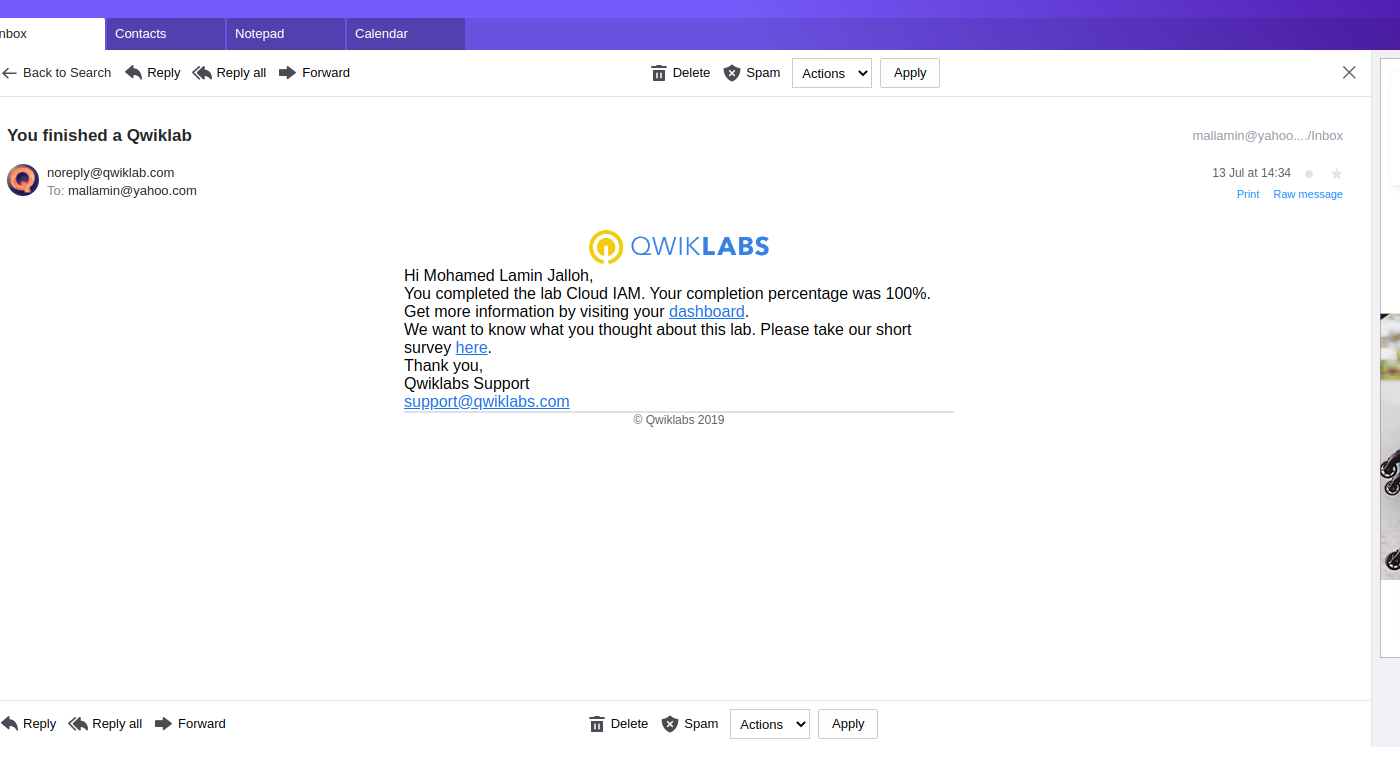 Inbox Contacts Notepad Calendar
Back to Search Reply Reply all Forward Delete Spam Actions Apply
You finished a Qwiklab mallamin@yahoo..../Inbox
noreply@qwiklab.com 13 Jul at 14:34
To: mallamin@yahoo.com Print Raw message
QWIKLABS
Hi Mohamed Lamin Jalloh,
You completed the lab Cloud IAM. Your completion percentage was 100%.
Get more information by visiting your dashboard.
We want to know what you thought about this lab. Please take our short
survey here.
Thank you,
Qwiklabs Support
support@qwiklabs.com
© Qwiklabs 2019
Reply Reply all Forward Delete Spam Actions Apply